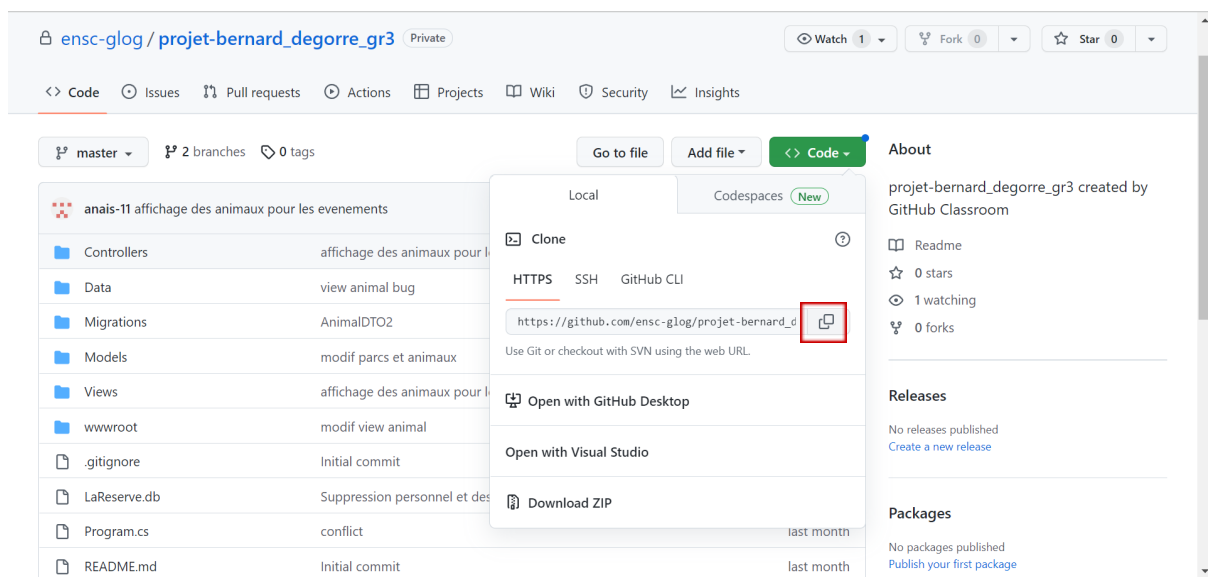 ensc-glog / projet-bernard_degorre_gr3 Private
Watch 1 Fork 0 Star 0
Code Issues Pull requests Actions Projects Wiki Security Insights
master 2 branches 0 tags Go to file Add file Code
anais-11 affichage des animaux pour les evenements
Controllers affichage des animaux pour l
Data view animal bug
Migrations AnimalDTO2
Models modif parcs et animaux
Views affichage des animaux pour l
wwwroot modif view animal
.gitignore Initial commit
LaReserve.db Suppression personnel et des
Program.cs conflict last month
README.md Initial commit last month
Local Codespaces New
Clone
HTTPS SSH GitHub CLI
https://github.com/ensc-glog/projet-bernard_d
Use Git or checkout with SVN using the web URL.
Open with GitHub Desktop
Open with Visual Studio
Download ZIP
About
projet-bernard_degorre_gr3 created by
GitHub Classroom
Readme
0 stars
1 watching
0 forks
Releases
No releases published
Create a new release
Packages
No packages published
Publish your first package